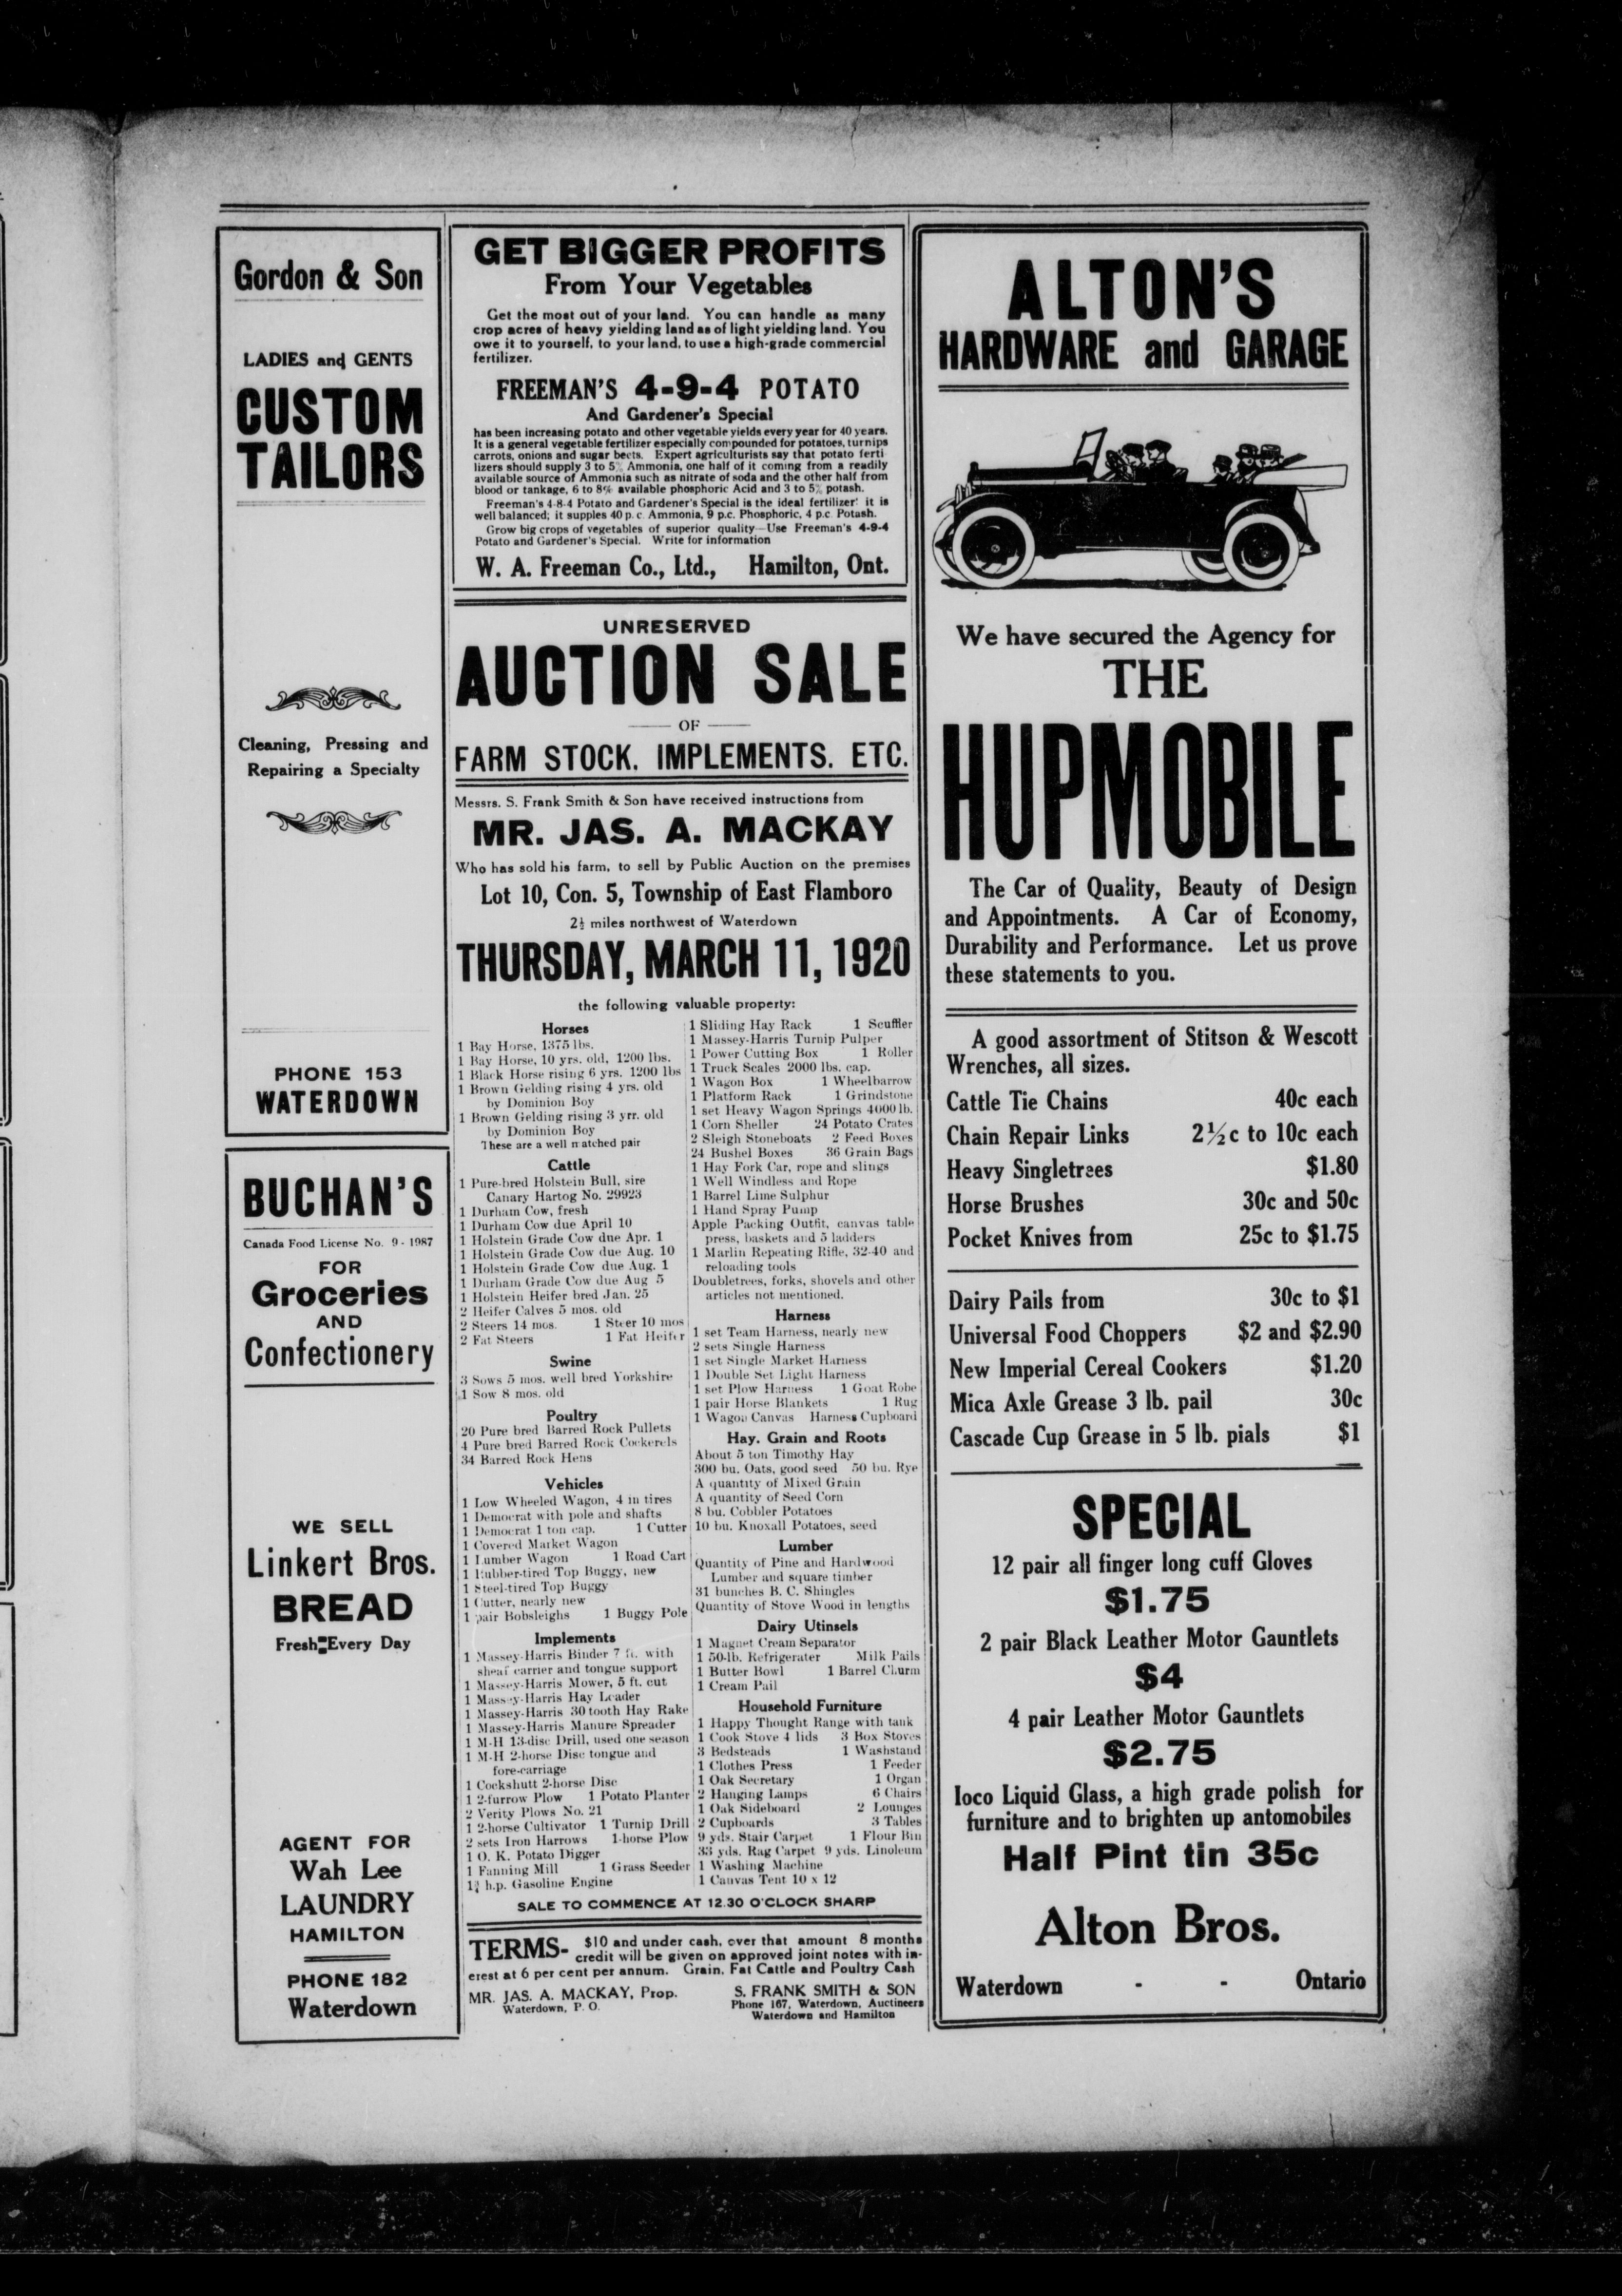 Gordon & Son
LADIES and GENTS
CUSTOM
TAILORS
Cleaning, Pressing and
Repairing a Specialty
PHONE 153
WATERDOWN
BUCHAN'S
Canada Food License No. 9 - 1987
FOR
Groceries
AND
Confectionery
WE SELL
Linkert Bros.
BREAD
Fresh Every Day
AGENT FOR
Wah Lee
LAUNDRY
HAMILTON
PHONE 182
Waterdown
GET BIGGER PROFITS
From Your Vegetables
Get the most out of your land. You can handle as many
crop acres of heavy yielding land as of light yielding land. You
owe it to yourself, to your land, to use a high-grade commercial
fertilizer.
FREEMAN'S 4-9-4 POTATO
And Gardener's Special
has been increasing potato and other vegetable yields every year for 40 years.
It is a general vegetable fertilizer especially compounded for potatoes, turnips
carrots, onions and sugar beets. Expert agriculturists say that potato ferti
lizers should supply 3 to 5% Ammonia, one half of it coming from a readily
available source of Ammonia such as nitrate of soda and the other half from
blood or tankage, 6 to 8% available phosphoric Acid and 3 to 5% potash.
Freeman's 4-8-4 Potato and Gardener's Special is the ideal fertilizer: it is
well balanced; it supples 40 p. c. Ammonia, 9 p.c. Phosphoric, 4 p.c. Potash.
Grow big crops of vegetables of superior quality—Use Freeman's 4-9-4
Potato and Gardener's Special. Write for information
W. A. Freeman Co., Ltd., Hamilton, Ont.
UNRESERVED
AUCTION SALE
OF
FARM STOCK. IMPLEMENTS. ETC.
Messrs. S. Frank Smith & Son have received instructions from
MR. JAS. A. MACKAY
Who has sold his farm, to sell by Public Auction on the premises
Lot 10, Con. 5, Township of East Flamboro
2½ miles northwest of Waterdown
THURSDAY, MARCH 11, 1920
the following valuable property:
Horses
1 Bay Horse, 1375 lbs.
1 Bay Horse, 10 yrs. old, 1200 lbs.
1 Black Horse rising 6 yrs. 1200 lbs
1 Brown Gelding rising 4 yrs. old
by Dominion Boy
1 Brown Gelding rising 3 yrr. old
by Dominion Boy
These are a well matched pair
Cattle
1 Pure-bred Holstein Bull, sire
Canary Hartog No. 29923
1 Durham Cow, fresh
1 Durham Cow due April 10
1 Holstein Grade Cow dne Apr. 1
1 Holstein Grade Cow due Aug. 10
1 Holstein Grade Cow due Aug. 1
1 Durham Grade Cow due Aug 5
1 Holstein Heifer bred Jan. 25
2 Heifer Calves 5 mos. old
2 Steers 14 mos. 1 Steer 10 mos
2 Fat Steers 1 Fat Heifer
Swine
3 Sows 5 mos. well bred Yorkshire
1 Sow 8 mos. old
Poultry
20 Pure bred Barred Rock Pullets
4 Pure bred Barred Rock Cockerels
34 Barred Rock Hens
Vehicles
1 Low Wheeled Wagon, 4 in tires
1 Democrat with pole and shafts
1 Democrat 1 ton cap. 1 Cutter
1 Covered Market Wagon
1 Lumber Wagon 1 Road Cart
1 Rubber-tired Top Buggy, new
1 Steel-tired Top Buggy
1 Cutter, nearly new
1 pair Bobsleighs 1 Buggy Pole
Implements
1 Massey-Harris Binder 7 ft. with
sheaf carrier and tongue support
1 Massey-Harris Mower, 5 ft. cut
1 Massey-Harris Hay Loader
1 Massey-Harris 30 tooth Hay Rake
1 Massey-Harris Manure Spreader
1 M-H 13-disc Drill, used one season
1 M-H 2-horse Disc tongue and
fore-carriage
1 Cockshutt 2-horse Disc
1 2-furrow Plow 1 Potato Planter
2 Verity Plows No. 21
1 2-horse Cultivator 1 Turnip Drill
2 sets Iron Harrows 1-horse Plow
1 O. K. Potato Digger
1 Fanning Mill 1 Grass Seeder
h.p. Gasoline Engine
1 Sliding Hay Rack 1 Scuffler
1 Massey-Harris Turnip Pulper
1 Power Cutting Box 1 Roller
1 Truck Scales 2000 lbs. cap.
1 Wagon Box 1 Wheelbarrow
1 Platform Rack 1 Grindstone
1 set Heavy Wagon Springs 4000 lb.
1 Corn Sheller 24 Potato Crates
2 Sleigh Stoneboats 2 Feed Boxes
24 Bushel Boxes 36 Grain Bags
1 Hay Fork Car, rope and slings
1 Well Windless and Rope
1 Barrel Lime Sulphur
1 Hand Spray Pump
Apple Packing Outfit, canvas table
press, baskets and 5 ladders
1 Marlin Repeating Rifle, 32-40 and
reloading tools
Doubletrees, forks, shovels and other
articles not mentioned.
Harness
1 set Team Harness, nearly new
2 sets Single Harness
1 set Single Market Harness
1 Double Set Light Harness
1 set Plow Harness 1 Goat Robe
1 pair Horse Blankets 1 Rug
1 Wagon Canvas Harness Cupboard
Hay. Grain and Roots
About 5 ton Timothy Hay
300 bu. Oats, good seed 50 bu. Rye
A quantity of Mixed Grain
A quantity of Seed Corn
8 bu. Cobbler Potatoes
10 bu. Knoxall Potatoes, seed
Lumber
Quantity of Pine and Hardwood
Lumber and square timber
31 bunches B. C. Shingles
Quantity of Stove Wood in lengths
Dairy Utinsels
1 Magnet Cream Separator
1 50-lb. Refrigerater Milk Pails
1 Butter Bowl 1 Barrel Churm
1 Cream Pail
Household Furniture
1 Happy Thought Range with tank
1 Cook Stove 4 lids 3 Box Stoves
3 Bedsteads 1 Washstand
1 Clothes Press 1 Feeder
1 Oak Secretary 1 Organ
2 Hanging Lamps 6 Chairs
1 Oak Sideboard 2 Lounges
2 Cupboards 3 Tables
9 yds. Stair Carpet 1 Flour Bin
33 yds. Rag Carpet 9 yds. Linoleum
1 Washing Machine
1 Canvas Tent 10 x 12
SALE TO COMMENCE AT 12.30 O'CLOCK SHARP
TERMS- $10 and under cash, over that amount 8 months
credit will be given on approved joint notes with in-
erest at 6 per cent per annum. Grain, Fat Cattle and Poultry Cash
MR. JAS. A. MACKAY, Prop.
Waterdown, P. O.
S. FRANK SMITH & SON
Phone 167, Waterdown, Auctineers
Waterdown and Hamilton
ALTON'S
HARDWARE and GARAGE
We have secured the Agency for
THE
HUPMOBILE
The Car of Quality, Beauty of Design
and Appointments. A Car of Economy,
Durability and Performance. Let us prove
these statements to you.
A good assortment of Stitson & Wescott
Wrenches, all sizes.
Cattle Tie Chains 40c each
Chain Repair Links 2½c to 10c each
Heavy Singletrees $1.80
Horse Brushes 30c and 50c
Pocket Knives from 25c to $1.75
Dairy Pails from 30c to $1
Universal Food Choppers $2 and $2.90
New Imperial Cereal Cookers $1.20
Mica Axle Grease 3 lb. pail 30c
Cascade Cup Grease in 5 lb. pials $1
SPECIAL
12 pair all finger long cuff Gloves
$1.75
2 pair Black Leather Motor Gauntlets
$4
4 pair Leather Motor Gauntlets
$2.75
Ioco Liquid Glass, a high grade polish for
furniture and to brighten up antomobiles
Half Pint tin 35c
Alton Bros.
Waterdown - - Ontario